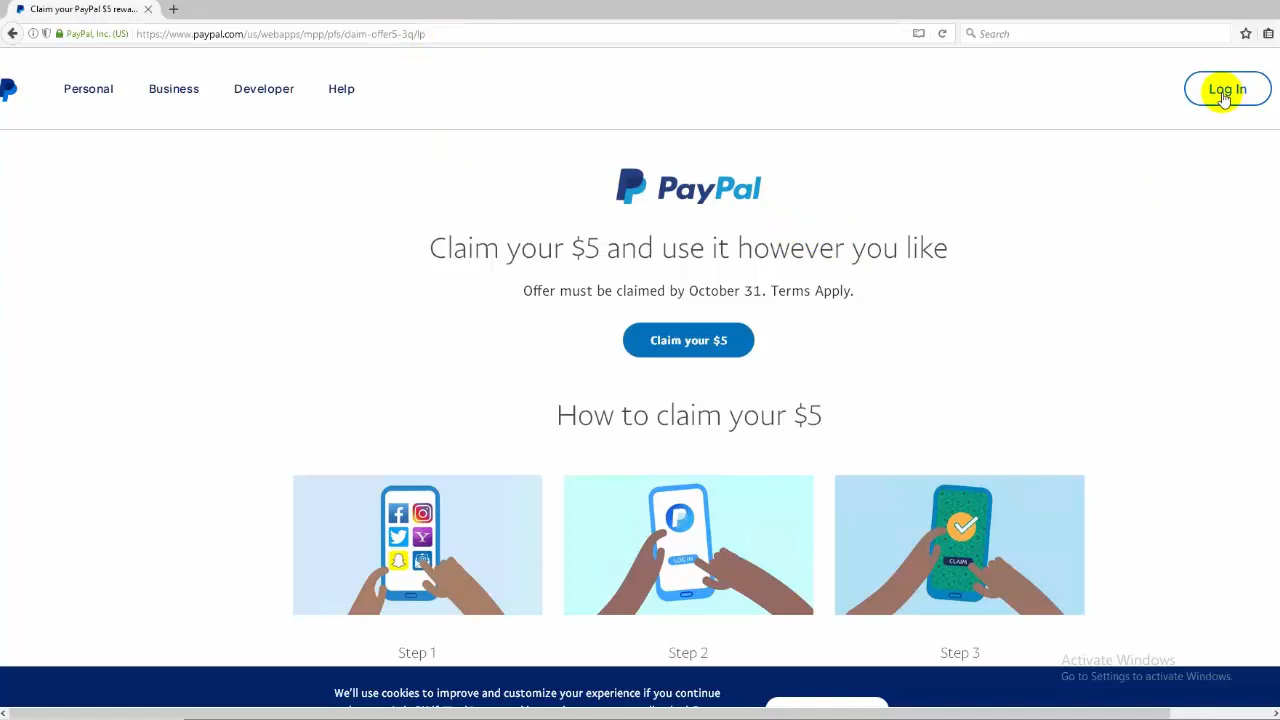 Claim your PayPal $5 rewa...
PayPal, Inc. (US)
https://www.paypal.com/us/webapps/mpp/pfs/claim-offer5-3q/lp
Search
Personal
Business
Developer
Help
Log In
PayPal
Claim your $5 and use it however you like
Offer must be claimed by October 31. Terms Apply.
Claim your $5
How to claim your $5
LOG IN
CLAIM
Step 1
Step 2
Step 3
Activate Windows
Go to Settings to activate Windows.
We'll use cookies to improve and customize your experience if you continue